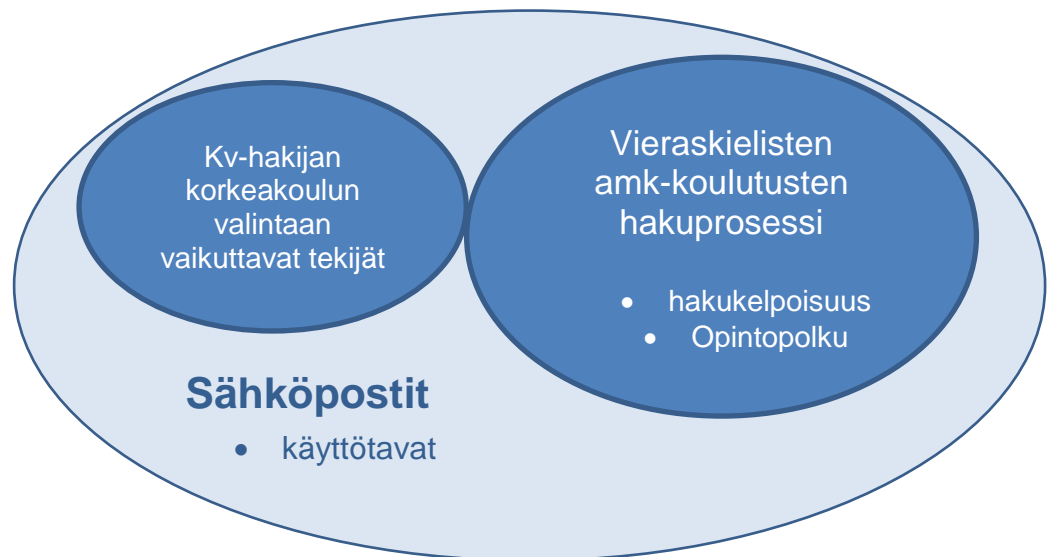 Kv-hakijan
korkeakoulun
valintaan
vaikuttavat tekijät
Vieraskielisten
amk-koulutusten
hakuprosessi
• hakukelpoisuus
• Opintopolku
Sähköpostit
• käyttötavat